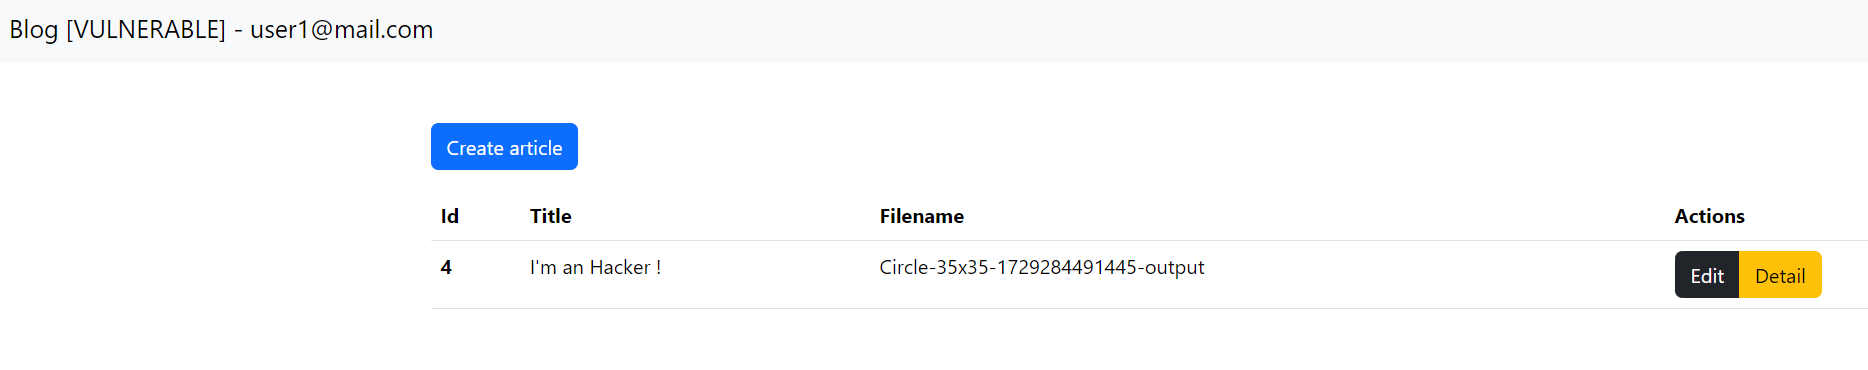 Blog [VULNERABLE] - user1@mail.com
Create article
Id Title Filename Actions
4 I'm an Hacker ! Circle-35x35-1729284491445-output Edit Detail